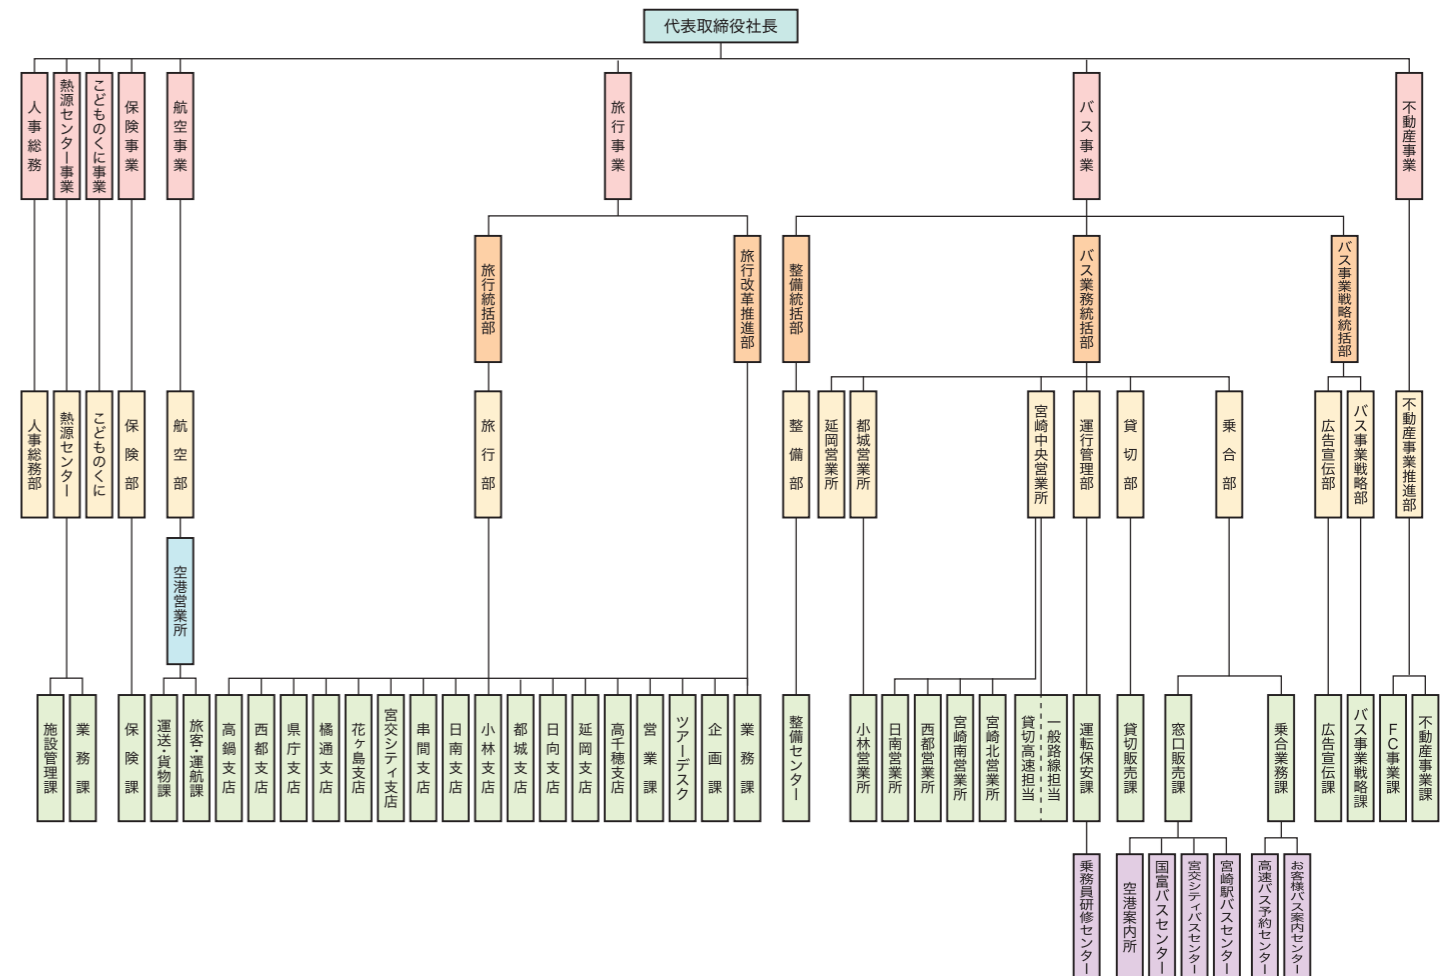 代表取締役社長
人事総務
熱源センター事業
こどものくに事業
保険事業
航空事業
旅行事業
バス事業
不動産事業
旅行統括部
旅行改革推進部
整備統括部
バス業務統括部
バス事業戦略統括部
人事総務部
熱源センター
こどものくに
保険部
航空部
旅行部
整備部
延岡営業所
都城営業所
宮崎中央営業所
運行管理部
貸切部
乗合部
広告宣伝部
バス事業戦略部
不動産事業推進部
空港営業所
施設管理課
業務課
保険課
運送・貨物課
旅客・運航課
高鍋支店
西都支店
県庁支店
橘通支店
花ヶ島支店
宮交シティ支店
串間支店
日南支店
小林支店
都城支店
日向支店
延岡支店
高千穂支店
営業課
ツアーデスク
企画課
業務課
整備センター
小林営業所
日南営業所
西都営業所
宮崎南営業所
宮崎北営業所
貸切高速担当
一般路線担当
運転保安課
貸切販売課
窓口販売課
乗合業務課
広告宣伝課
バス事業戦略課
FC事業課
不動産事業課
乗務員研修センター
空港案内所
国富バスセンター
宮交シティバスセンター
宮崎駅バスセンター
高速バス予約センター
お客様バス案内センター